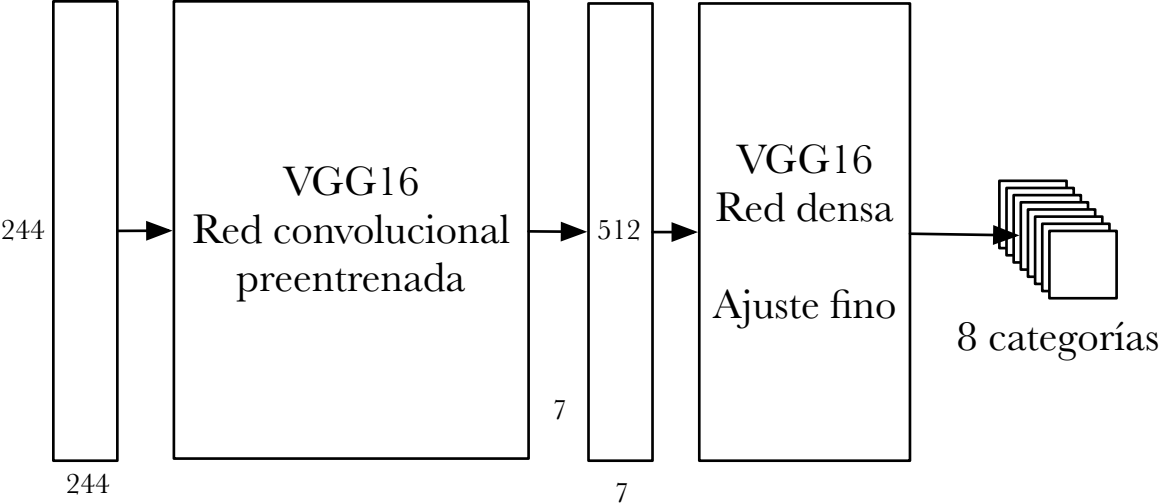 244
244
VGG16
Red convolucional
preentrenada
7
512
7
VGG16
Red densa
Ajuste fino
8 categorías